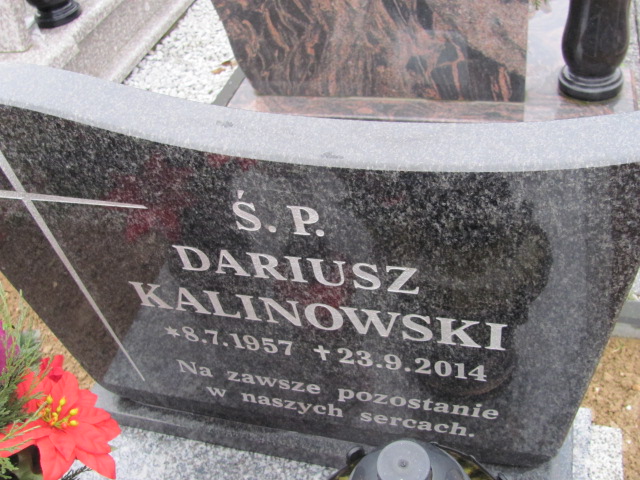 Ś. P.
DARIUSZ
KALINOWSKI
*8.7.1957 +23.9.2014
Na zawsze pozostanie
w naszych sercach.